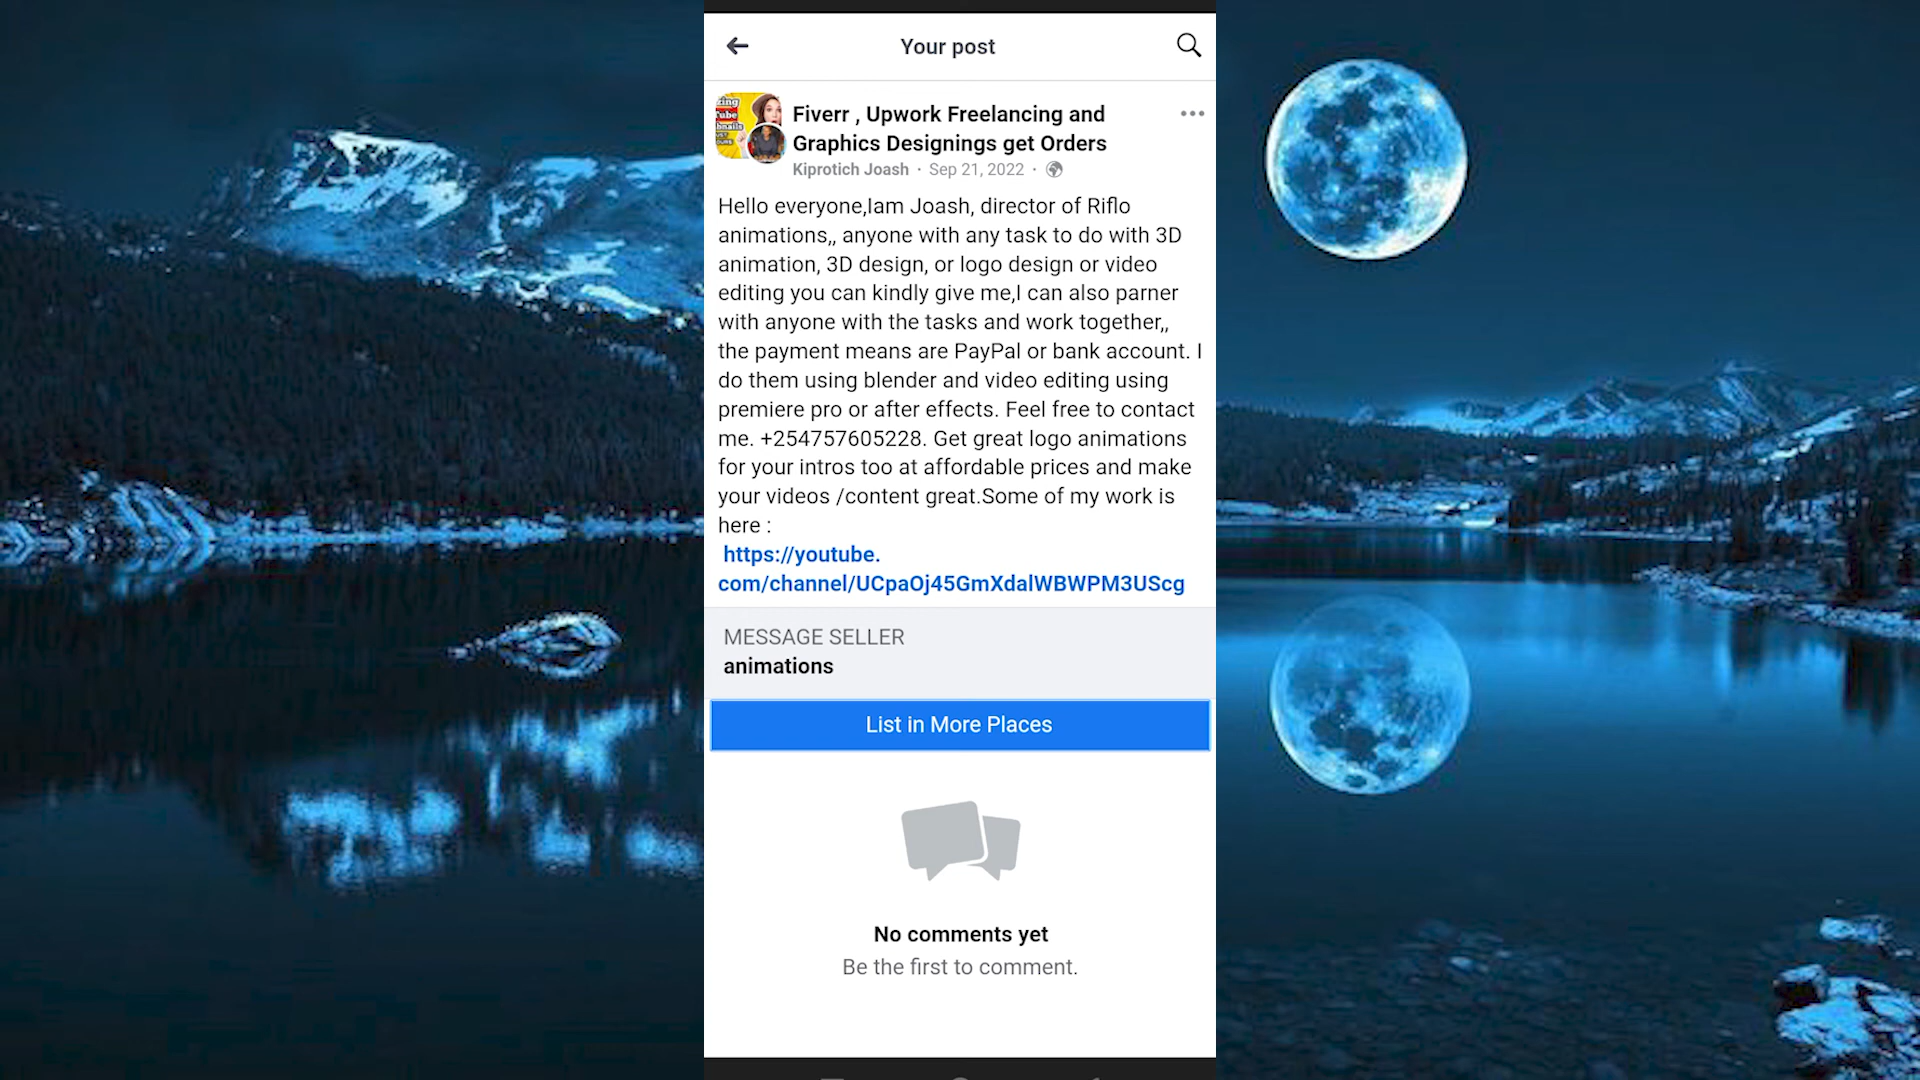 Your post
zing
Tube
bnails
UST
OURS
Fiverr , Upwork Freelancing and
Graphics Designings get Orders
Kiprotich Joash · Sep 21, 2022 ·
Hello everyone,Iam Joash, director of Riflo
animations,, anyone with any task to do with 3D
animation, 3D design, or logo design or video
editing you can kindly give me,I can also parner
with anyone with the tasks and work together,,
the payment means are PayPal or bank account. I
do them using blender and video editing using
premiere pro or after effects. Feel free to contact
me. +254757605228. Get great logo animations
for your intros too at affordable prices and make
your videos /content great.Some of my work is
here :
https://youtube.
com/channel/UCpaOj45GmXdalWBWPM3UScg
MESSAGE SELLER
animations
List in More Places
No comments yet
Be the first to comment.